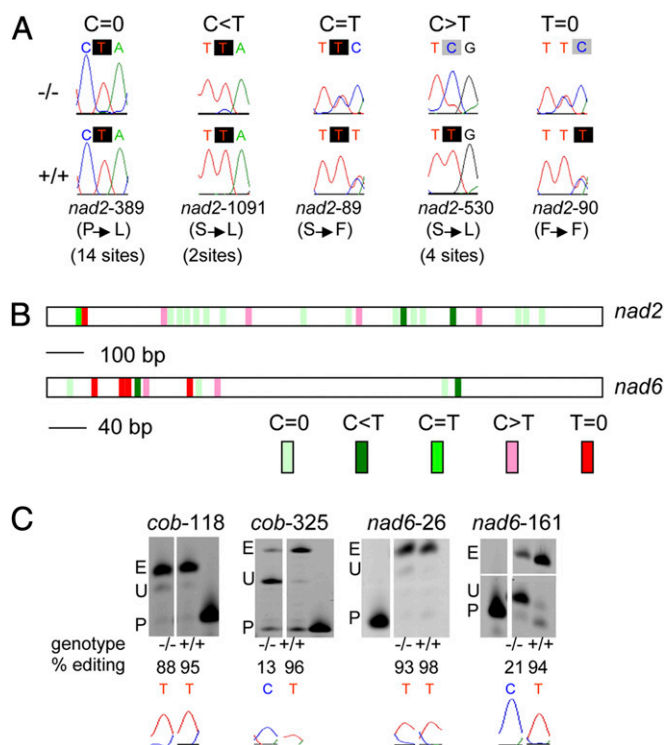 A
C=0 C<T C=T C>T T=0
C T A T T A T T C T C G T T C
-/-
C T A T T A T T T T T G T T T
+/+
nad2-389 nad2-1091 nad2-89 nad2-530 nad2-90
(P→L) (S→L) (S→F) (S→L) (F→F)
(14 sites) (2sites) (4 sites)
B
nad2
100 bp
nad6
40 bp
C=0 C<T C=T C>T T=0
C
cob-118 cob-325 nad6-26 nad6-161
E E E E
U U U U
P P P P
genotype -/- +/+ -/- +/+ -/- +/+ -/- +/+
% editing 88 95 13 96 93 98 21 94
T T C T T T C T